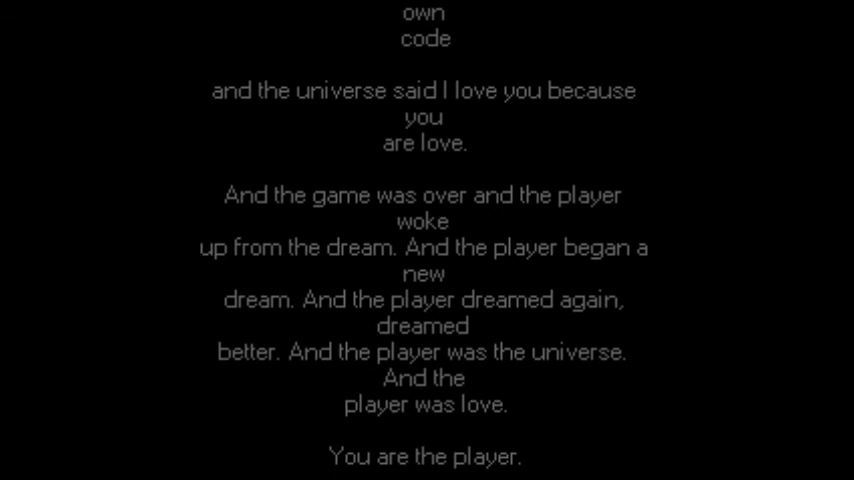 own
code
and the universe said I love you because
you
are love.
And the game was over and the player
woke
up from the dream. And the player began a
new
dream. And the player dreamed again,
dreamed
better. And the player was the universe.
And the
player was love.
You are the player.